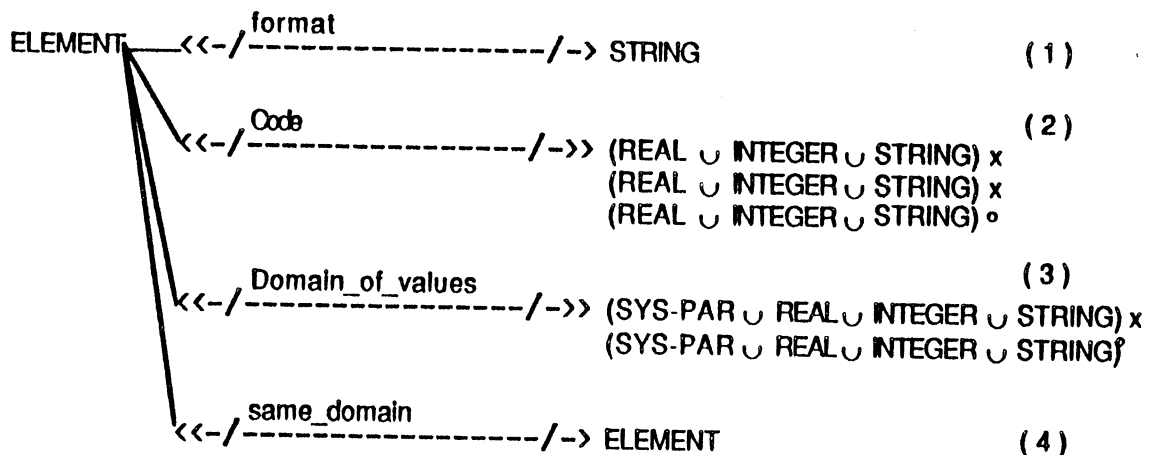 format
ELEMENT <<-/-----------------/-> STRING (1)
Code (2)
<<-/-----------------/->> (REAL ∪ INTEGER ∪ STRING) x
(REAL ∪ INTEGER ∪ STRING) x
(REAL ∪ INTEGER ∪ STRING) o
Domain_of_values (3)
<<-/-----------------/->> (SYS-PAR ∪ REAL ∪ INTEGER ∪ STRING) x
(SYS-PAR ∪ REAL ∪ INTEGER ∪ STRING)o
same_domain
<<-/-----------------/-> ELEMENT (4)